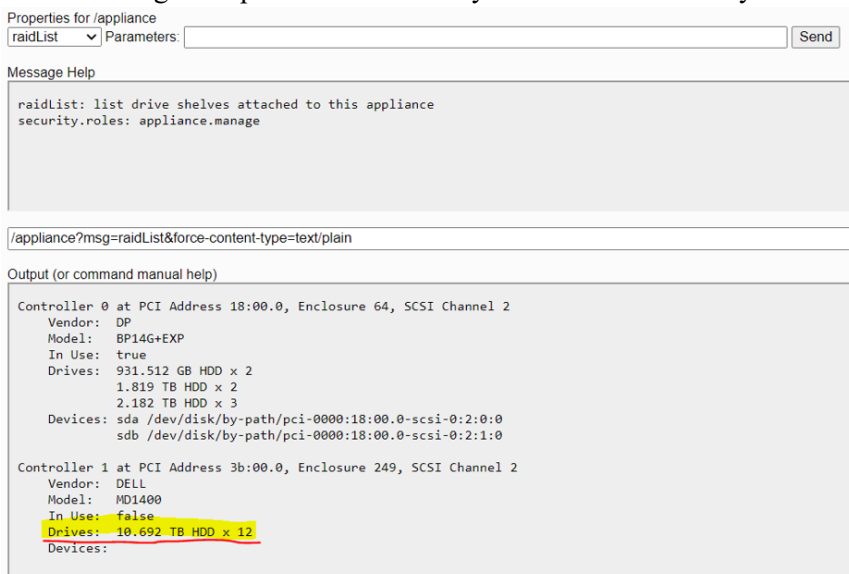 Properties for /appliance
raidList Parameters: Send
Message Help
raidList: list drive shelves attached to this appliance
security.roles: appliance.manage
/appliance?msg=raidList&force-content-type=text/plain
Output (or command manual help)
Controller 0 at PCI Address 18:00.0, Enclosure 64, SCSI Channel 2
Vendor: DP
Model: BP14G+EXP
In Use: true
Drives: 931.512 GB HDD x 2
1.819 TB HDD x 2
2.182 TB HDD x 3
Devices: sda /dev/disk/by-path/pci-0000:18:00.0-scsi-0:2:0:0
sdb /dev/disk/by-path/pci-0000:18:00.0-scsi-0:2:1:0
Controller 1 at PCI Address 3b:00.0, Enclosure 249, SCSI Channel 2
Vendor: DELL
Model: MD1400
In Use: false
Drives: 10.692 TB HDD x 12
Devices: